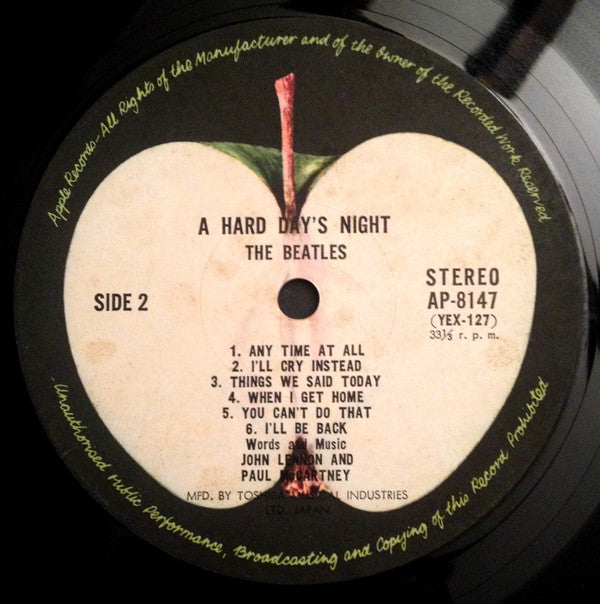 Apple Records-All Rights of the Manufacturer and of the Owner of the Recorded Work Reserved
A HARD DAY'S NIGHT
THE BEATLES
SIDE 2
STEREO
AP-8147
(YEX-127)
33⅓ r. p. m.
1. ANY TIME AT ALL
2. I'LL CRY INSTEAD
3. THINGS WE SAID TODAY
4. WHEN I GET HOME
5. YOU CAN'T DO THAT
6. I'LL BE BACK
Words and Music
JOHN LENNON AND
PAUL McCARTNEY
MFD. BY TOSHIBA MUSICAL INDUSTRIES
LTD. JAPAN
-Unauthorised Public Performance, Broadcasting and Copying of this Record Prohibited